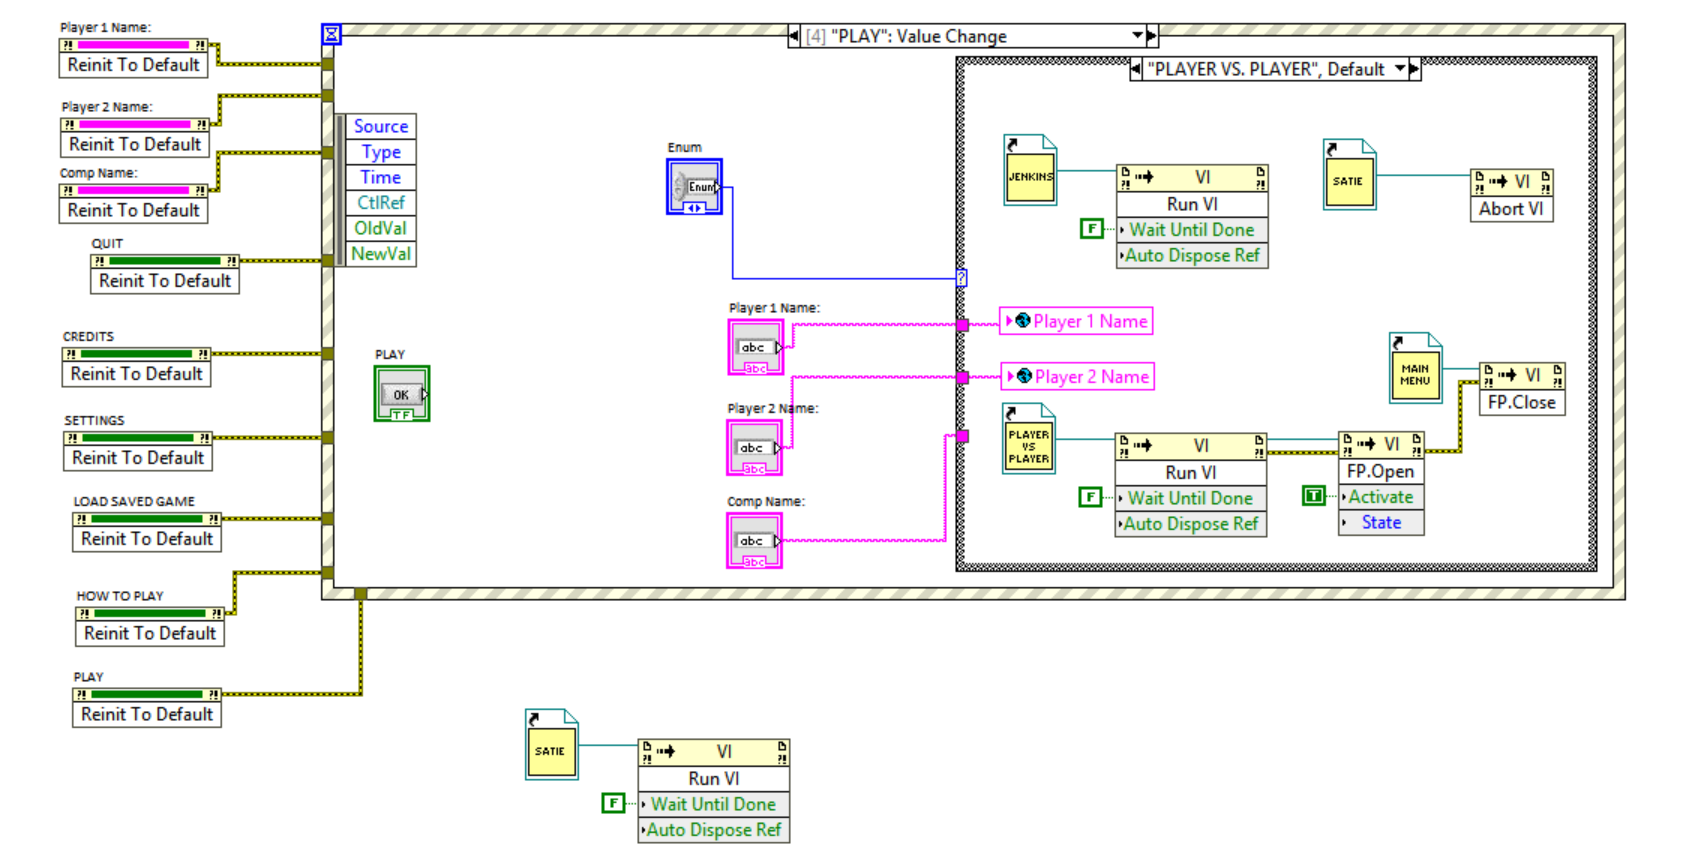 Player 1 Name:
Reinit To Default
Player 2 Name:
Reinit To Default
Comp Name:
Reinit To Default
QUIT
Reinit To Default
CREDITS
Reinit To Default
SETTINGS
Reinit To Default
LOAD SAVED GAME
Reinit To Default
HOW TO PLAY
Reinit To Default
PLAY
Reinit To Default
[4] "PLAY": Value Change
Source
Type
Time
CtlRef
OldVal
NewVal
PLAY
OK
TF
Enum
Enum
Player 1 Name:
abc
abc
Player 2 Name:
abc
abc
Comp Name:
abc
abc
"PLAYER VS. PLAYER", Default
?
JENKINS
VI
Run VI
F
Wait Until Done
Auto Dispose Ref
SATIE
VI
Abort VI
Player 1 Name
Player 2 Name
MAIN
MENU
VI
FP.Close
PLAYER
VS
PLAYER
VI
Run VI
F
Wait Until Done
Auto Dispose Ref
VI
FP.Open
T
Activate
State
SATIE
VI
Run VI
F
Wait Until Done
Auto Dispose Ref